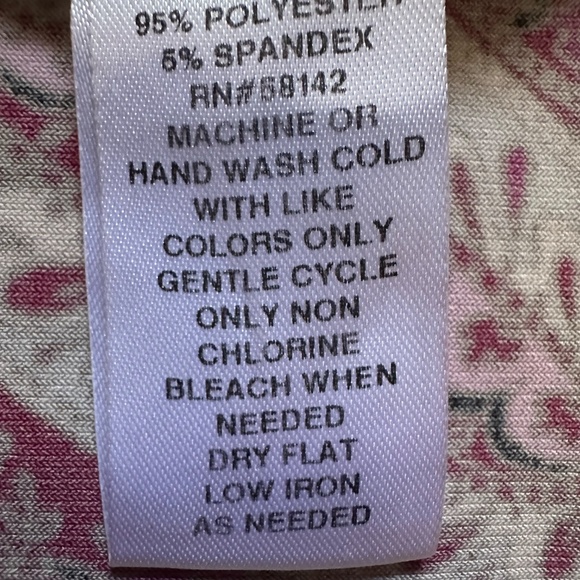 95% POLYESTER
5% SPANDEX
RN#58142
MACHINE OR
HAND WASH COLD
WITH LIKE
COLORS ONLY
GENTLE CYCLE
ONLY NON
CHLORINE
BLEACH WHEN
NEEDED
DRY FLAT
LOW IRON
AS NEEDED